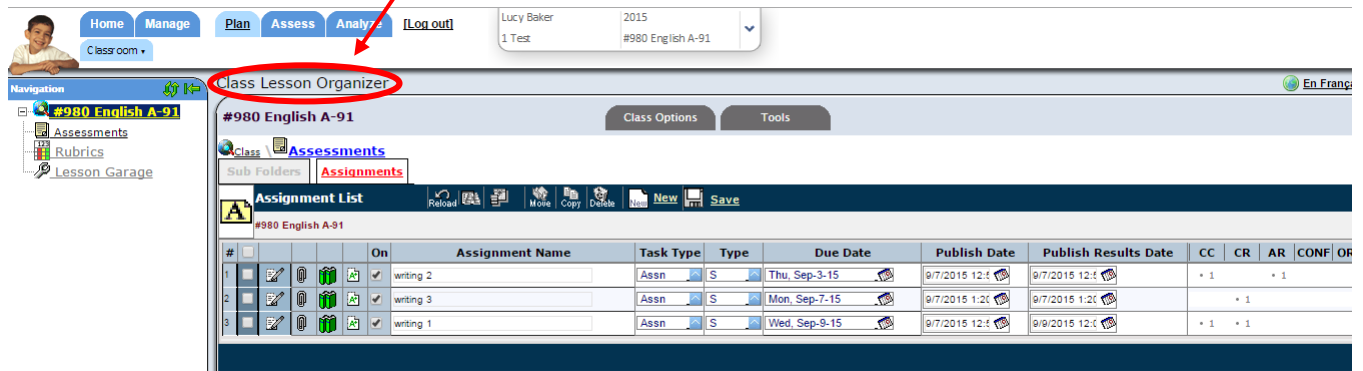 Home Manage Plan Assess Analyze [Log out]
Lucy Baker 2015
1 Test #980 English A-91
Classroom
Navigation
Class Lesson Organizer
En França
#980 English A-91
Assessments
Rubrics
Lesson Garage
#980 English A-91 Class Options Tools
Class \ Assessments
Sub Folders Assignments
Assignment List Reload Move Copy Delete New New Save
#980 English A-91
# On Assignment Name Task Type Type Due Date Publish Date Publish Results Date CC CR AR CONF OR
1 writing 2 Assn S Thu, Sep-3-15 9/7/2015 12:5 9/7/2015 12:5 • 1 • 1
2 writing 3 Assn S Mon, Sep-7-15 9/7/2015 1:20 9/7/2015 1:20 • 1
3 writing 1 Assn S Wed, Sep-9-15 9/7/2015 12:5 9/9/2015 12:0 • 1 • 1